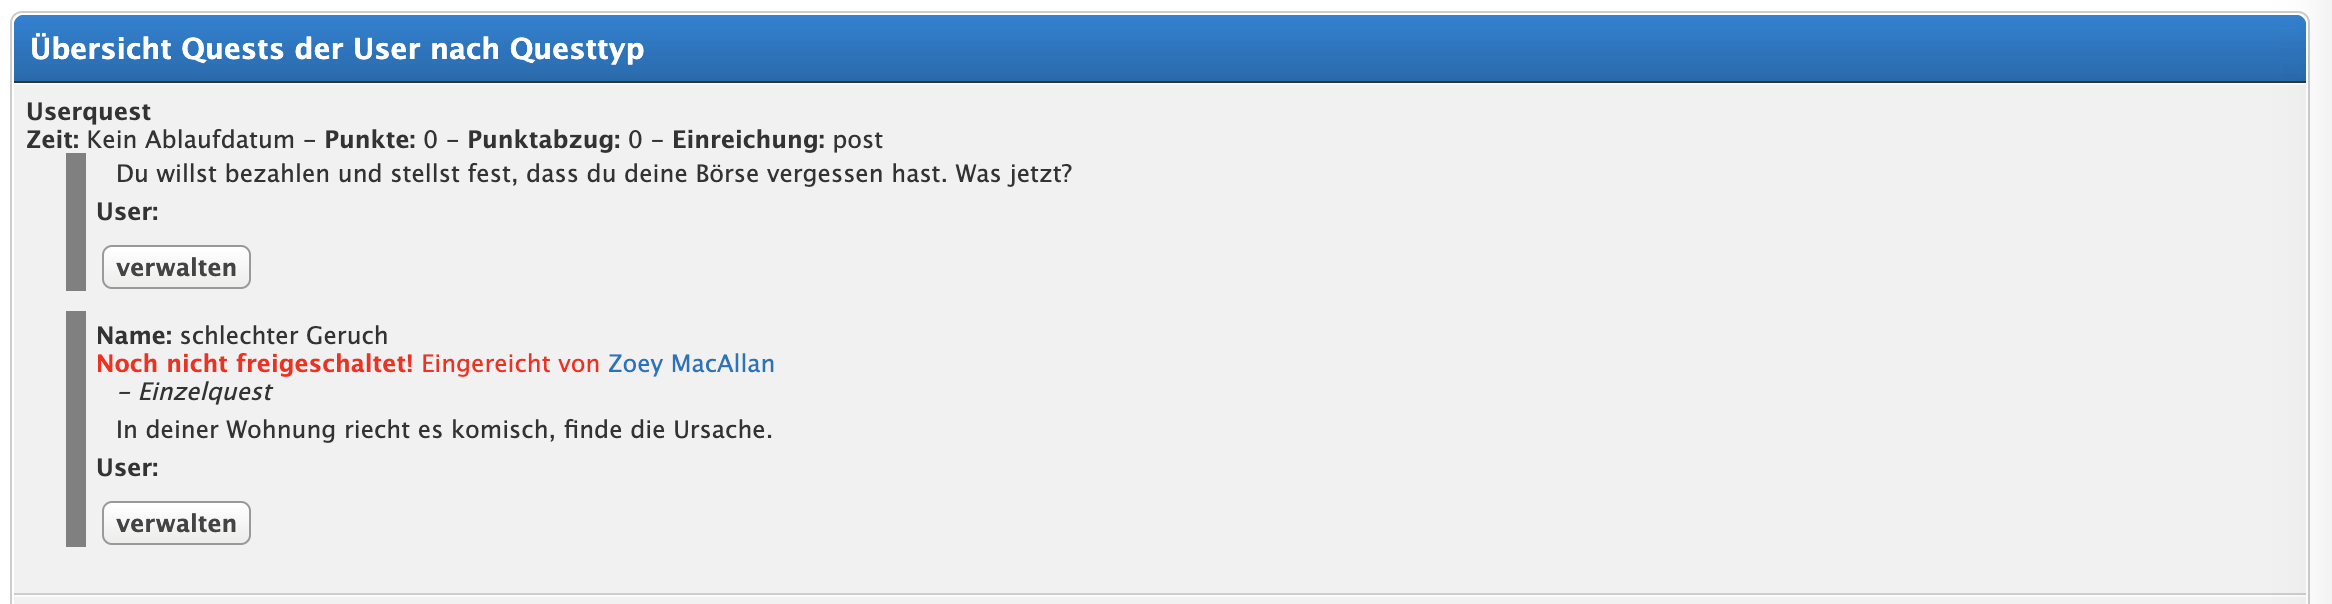 Übersicht Quests der User nach Questtyp
Userquest
Zeit: Kein Ablaufdatum – Punkte: 0 – Punktabzug: 0 – Einreichung: post
Du willst bezahlen und stellst fest, dass du deine Börse vergessen hast. Was jetzt?
User:
verwalten
Name: schlechter Geruch
Noch nicht freigeschaltet! Eingereicht von Zoey MacAllan
– Einzelquest
In deiner Wohnung riecht es komisch, finde die Ursache.
User:
verwalten